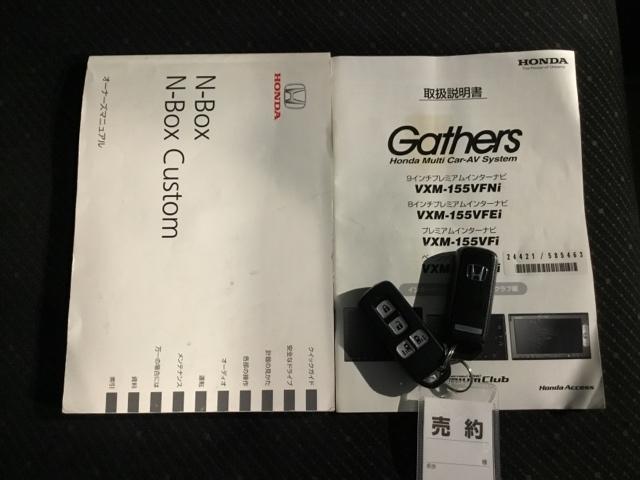 HONDA
N-Box
N-Box Custom
オーナーズマニュアル
クイックガイド
安全なドライブ
計器の見かた
各部の操作
オーディオ
運転
メンテナンス
万一の場合には
資料
索引
HONDA
The Power of Dreams
取扱説明書
Gathers
Honda Multi Car-AV System
9インチプレミアムインターナビ
VXM-155VFNi
8インチプレミアムインターナビ
VXM-155VFEi
プレミアムインターナビ
VXM-155VFi
24421/585463
Club
Honda Access
売約
様